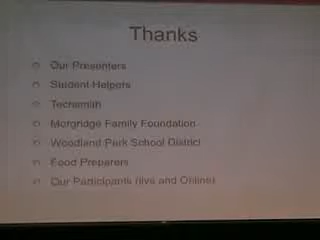 Thanks
Our Presenters
Student Helpers
Techsmith
Morgridge Family Foundation
Woodland Park School District
Food Preparers
Our Participants (live and Online)